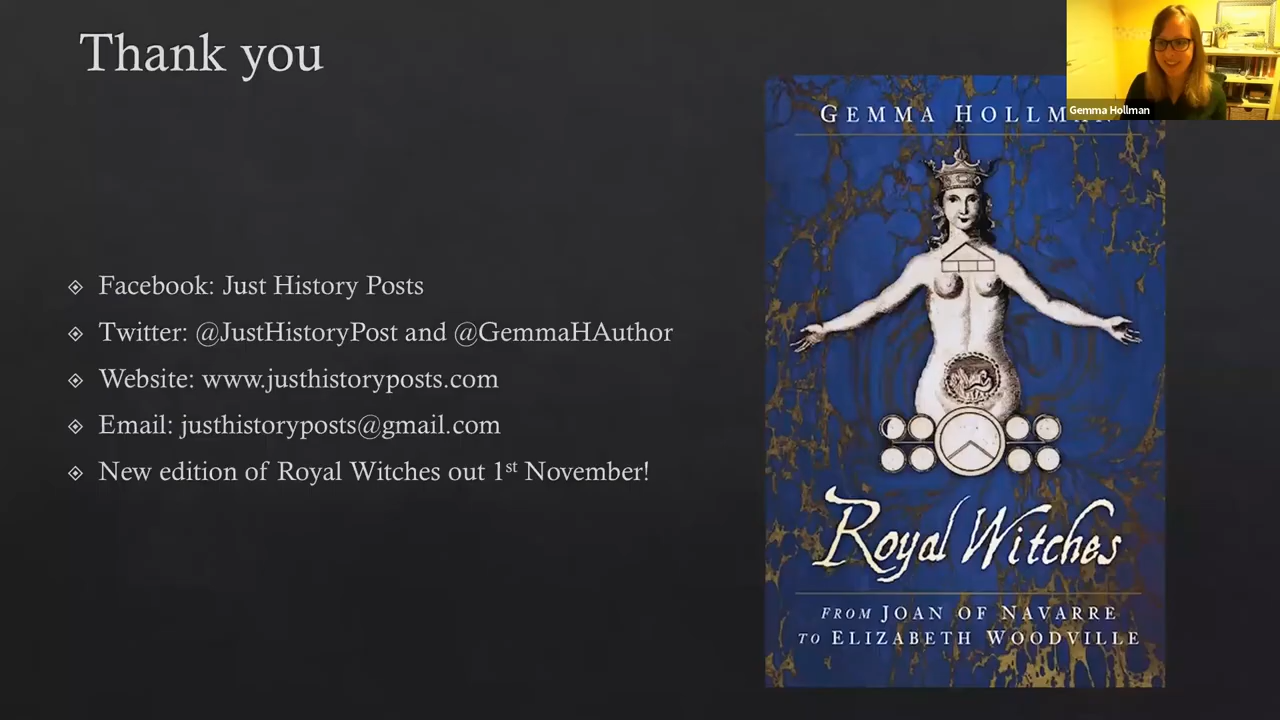 Thank you
Gemma Hollman
Facebook: Just History Posts
Twitter: @JustHistoryPost and @GemmaHAuthor
Website: www.justhistoryposts.com
Email: justhistoryposts@gmail.com
New edition of Royal Witches out 1st November!
GEMMA
Royal Witches
FROM JOAN OF NAVARRE
TO ELIZABETH WOODVILLE